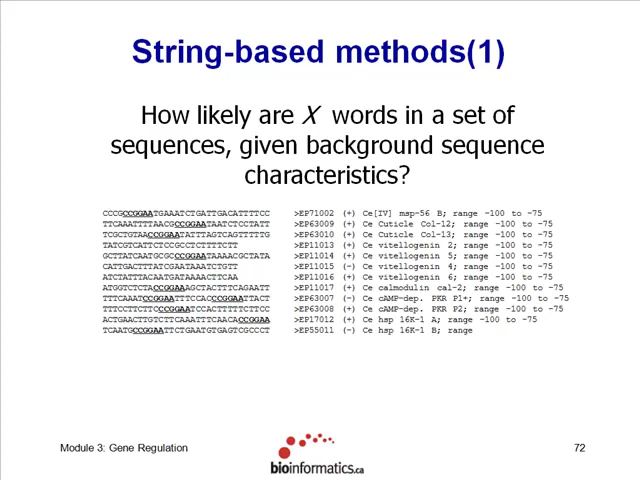 String-based methods(1)
How likely are X words in a set of
sequences, given background sequence
characteristics?
CCCGCCGGAATGAAATCTGATTGACATTTTCC >EP71002 (+) Ce[IV] msp-56 B; range -100 to -75
TTCAAATTTTAACGCCGGAATAATCTCCTATT >EP63009 (+) Ce Cuticle Col-12; range -100 to -75
TCGCTGTAACCGGAATATTTAGTCAGTTTTTG >EP63010 (+) Ce Cuticle Col-13; range -100 to -75
TATCGTCATTCTCCGCCTCTTTTCTT >EP11013 (+) Ce vitellogenin 2; range -100 to -75
GCTTATCAATGCGCCCGGAATAAAACGCTATA >EP11014 (+) Ce vitellogenin 5; range -100 to -75
CATTGACTTTATCGAATAAATCTGTT >EP11015 (-) Ce vitellogenin 4; range -100 to -75
ATCTATTTACAATGATAAAACTTCAA >EP11016 (+) Ce vitellogenin 6; range -100 to -75
ATGGTCTCTACCGGAAAGCTACTTTCAGAATT >EP11017 (+) Ce calmodulin cal-2; range -100 to -75
TTTCAAATCCGGAATTTCCACCCGGAATTACT >EP63007 (-) Ce cAMP-dep. PKR P1+; range -100 to -75
TTTCCTTCTTCCGGAATCCACTTTTTCTTCC >EP63008 (+) Ce cAMP-dep. PKR P2; range -100 to -75
ACTGAACTTGTCTTCAAATTTCAACACCGGAA >EP17012 (+) Ce hsp 16K-1 A; range -100 to -75
TCAATGCCGGAATTCTGAATGTGAGTCGCCCT >EP55011 (-) Ce hsp 16K-1 B; range
Module 3: Gene Regulation
bioinformatics.ca
72